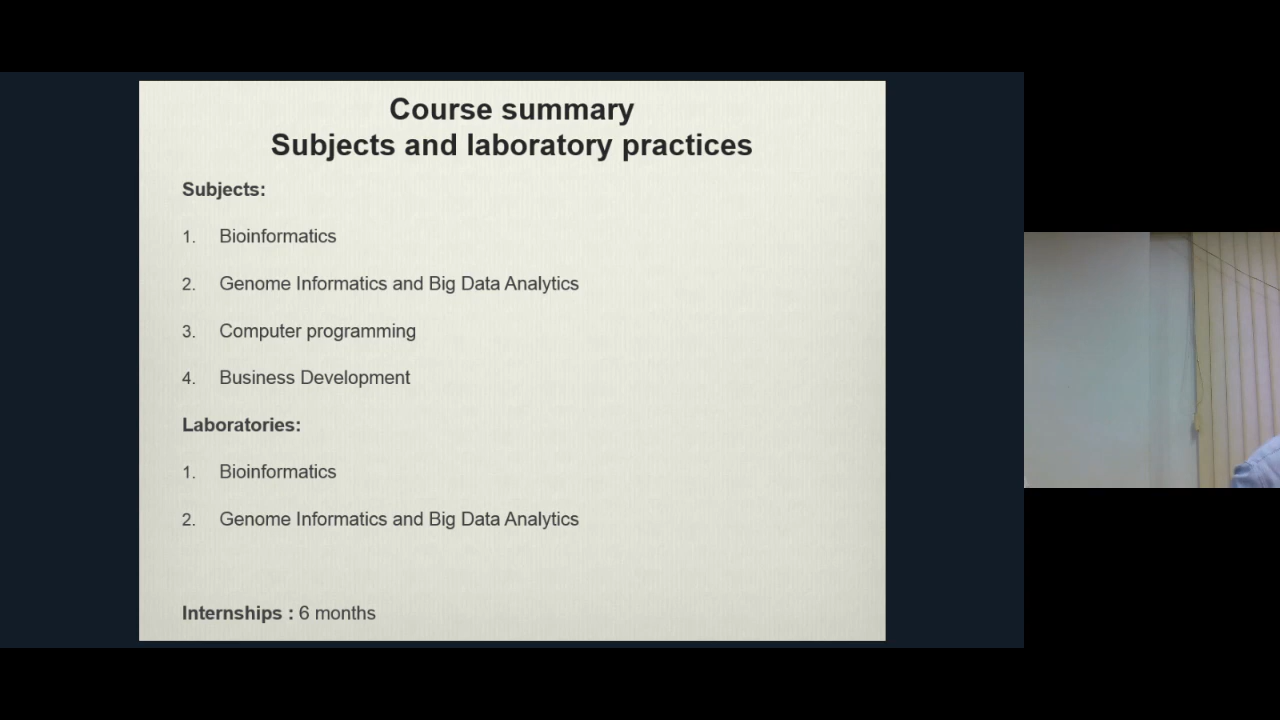 Course summary
Subjects and laboratory practices
Subjects:
1. Bioinformatics
2. Genome Informatics and Big Data Analytics
3. Computer programming
4. Business Development
Laboratories:
1. Bioinformatics
2. Genome Informatics and Big Data Analytics
Internships : 6 months